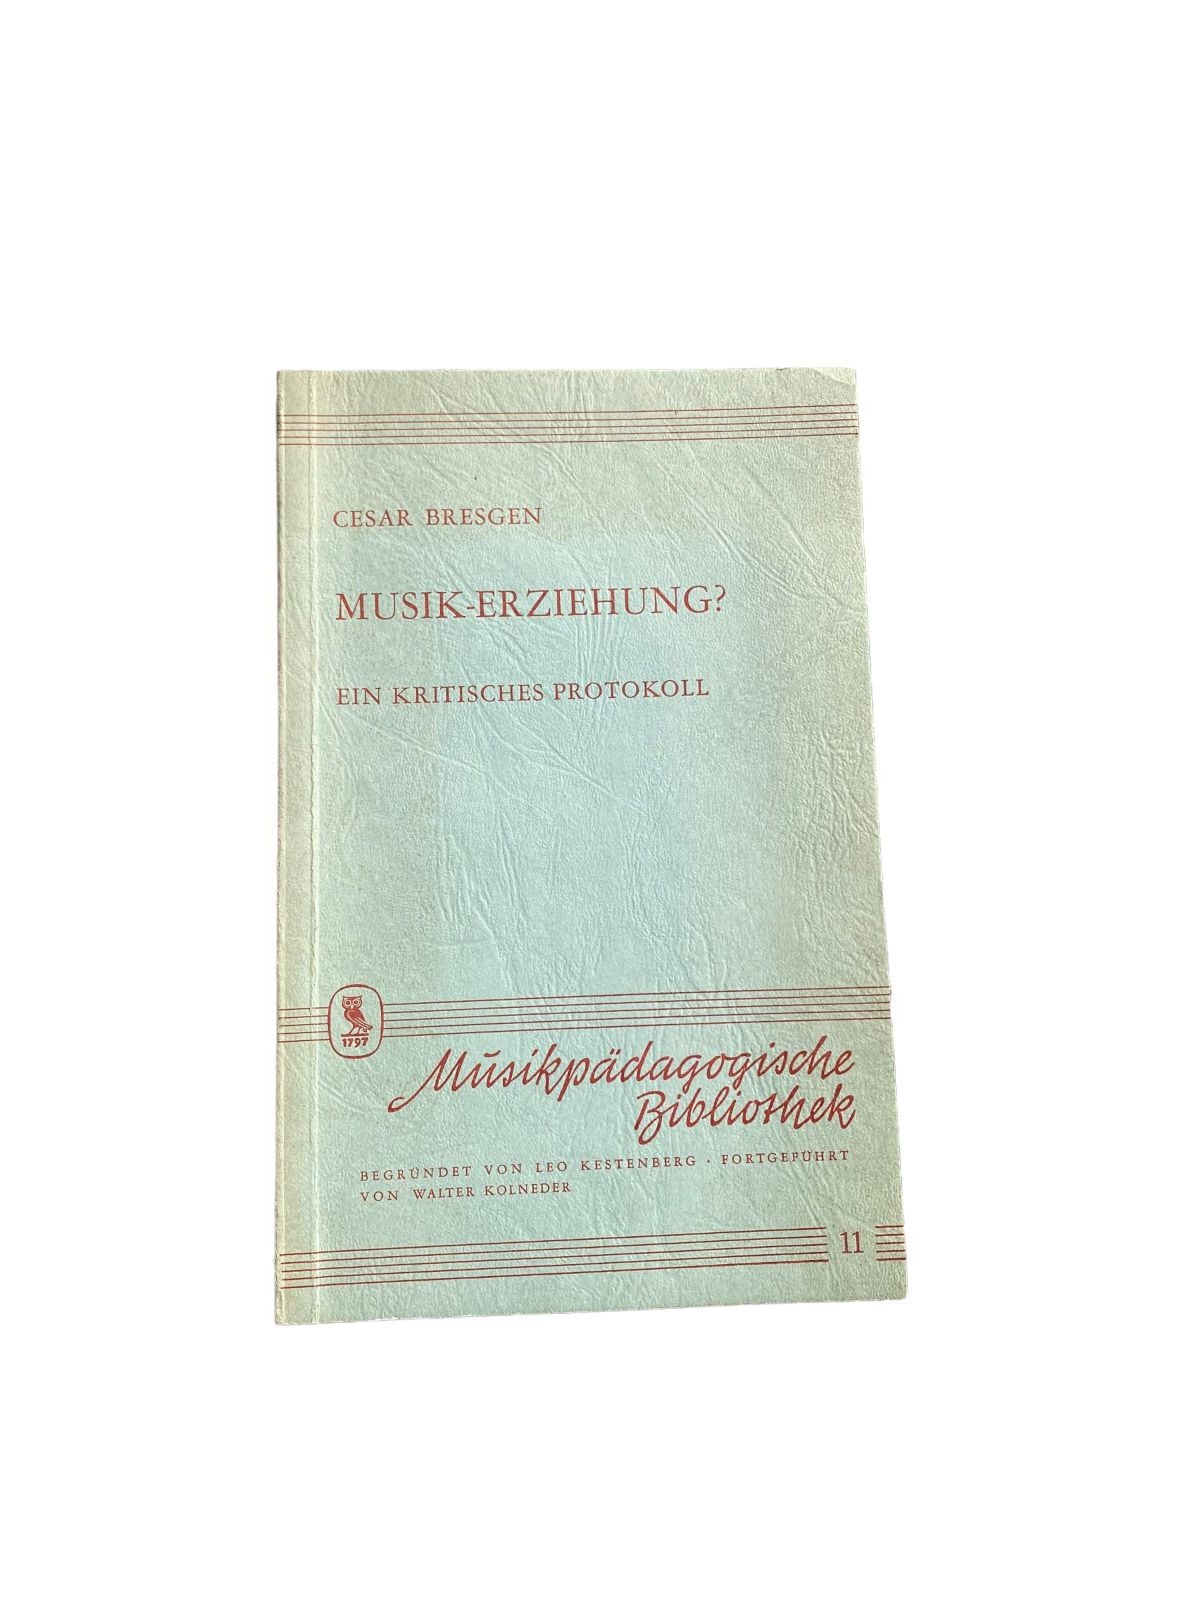 CESAR BRESGEN
MUSIK-ERZIEHUNG?
EIN KRITISCHES PROTOKOLL
1797
Musikpädagogische
Bibliothek
BEGRÜNDET VON LEO KESTENBERG · FORTGEFÜHRT
VON WALTER KOLNEDER
11